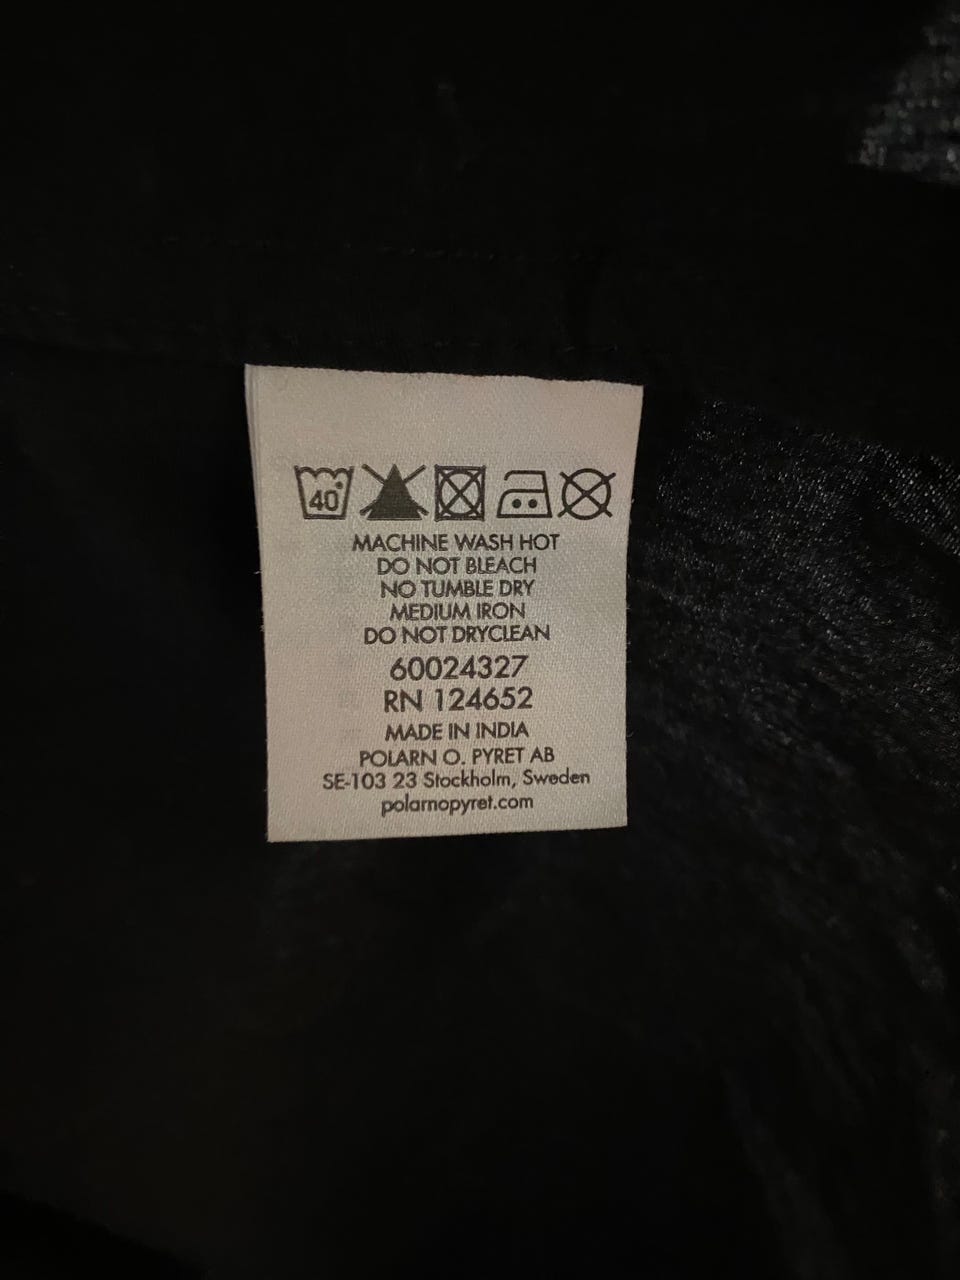 40°
MACHINE WASH HOT
DO NOT BLEACH
NO TUMBLE DRY
MEDIUM IRON
DO NOT DRYCLEAN
60024327
RN 124652
MADE IN INDIA
POLARN O. PYRET AB
SE-103 23 Stockholm, Sweden
polarnopyret.com